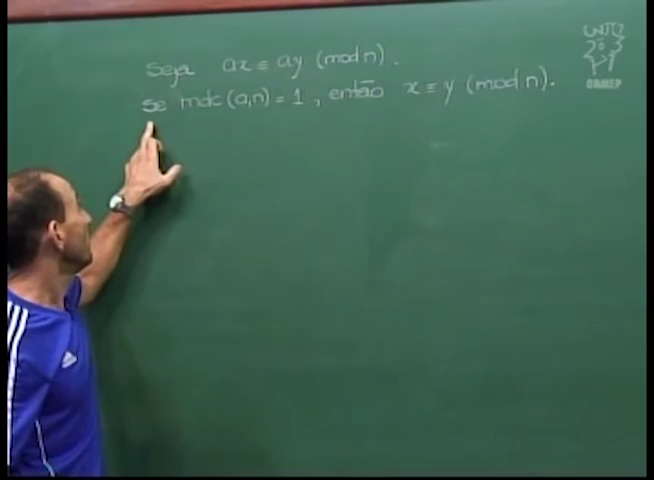 Seja ax ≡ ay (mod n).
se mdc(a,n) = 1, então x ≡ y (mod n).
OBMEP